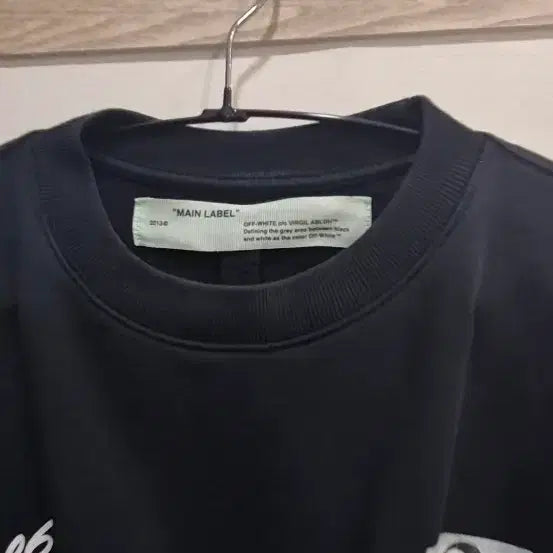 "MAIN LABEL"
2013-©
OFF-WHITE c/o VIRGIL ABLOH™
Defining the grey area between black
and white as the color Off-White™